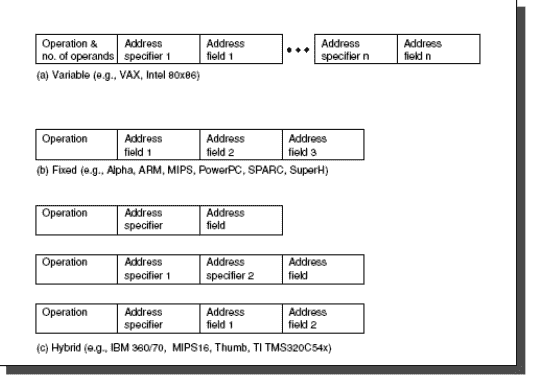 Operation & Address Address ••• Address Address
no. of operands specifier 1 field 1 specifier n field n
(a) Variable (e.g., VAX, Intel 80x86)
Operation Address Address Address
field 1 field 2 field 3
(b) Fixed (e.g., Alpha, ARM, MIPS, PowerPC, SPARC, SuperH)
Operation Address Address
specifier field
Operation Address Address Address
specifier 1 specifier 2 field
Operation Address Address Address
specifier field 1 field 2
(c) Hybrid (e.g., IBM 360/70, MIPS16, Thumb, TI TMS320C54x)